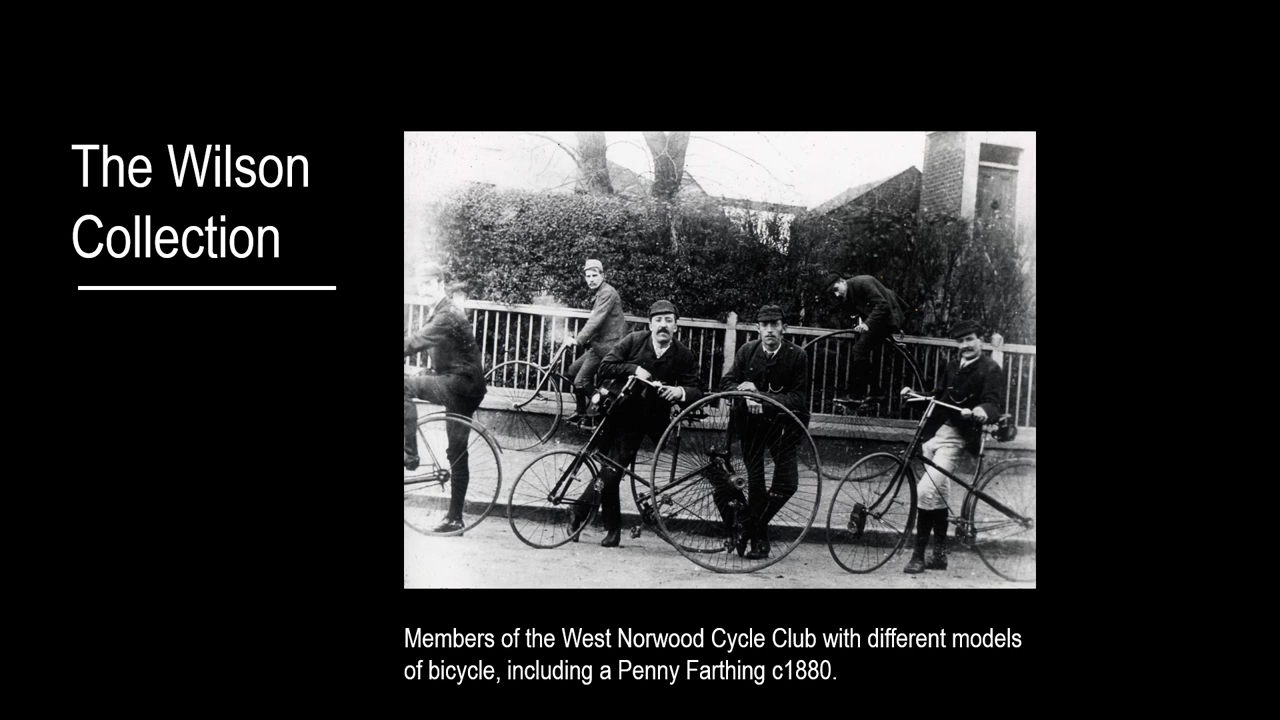 The Wilson
Collection
Members of the West Norwood Cycle Club with different models
of bicycle, including a Penny Farthing c1880.